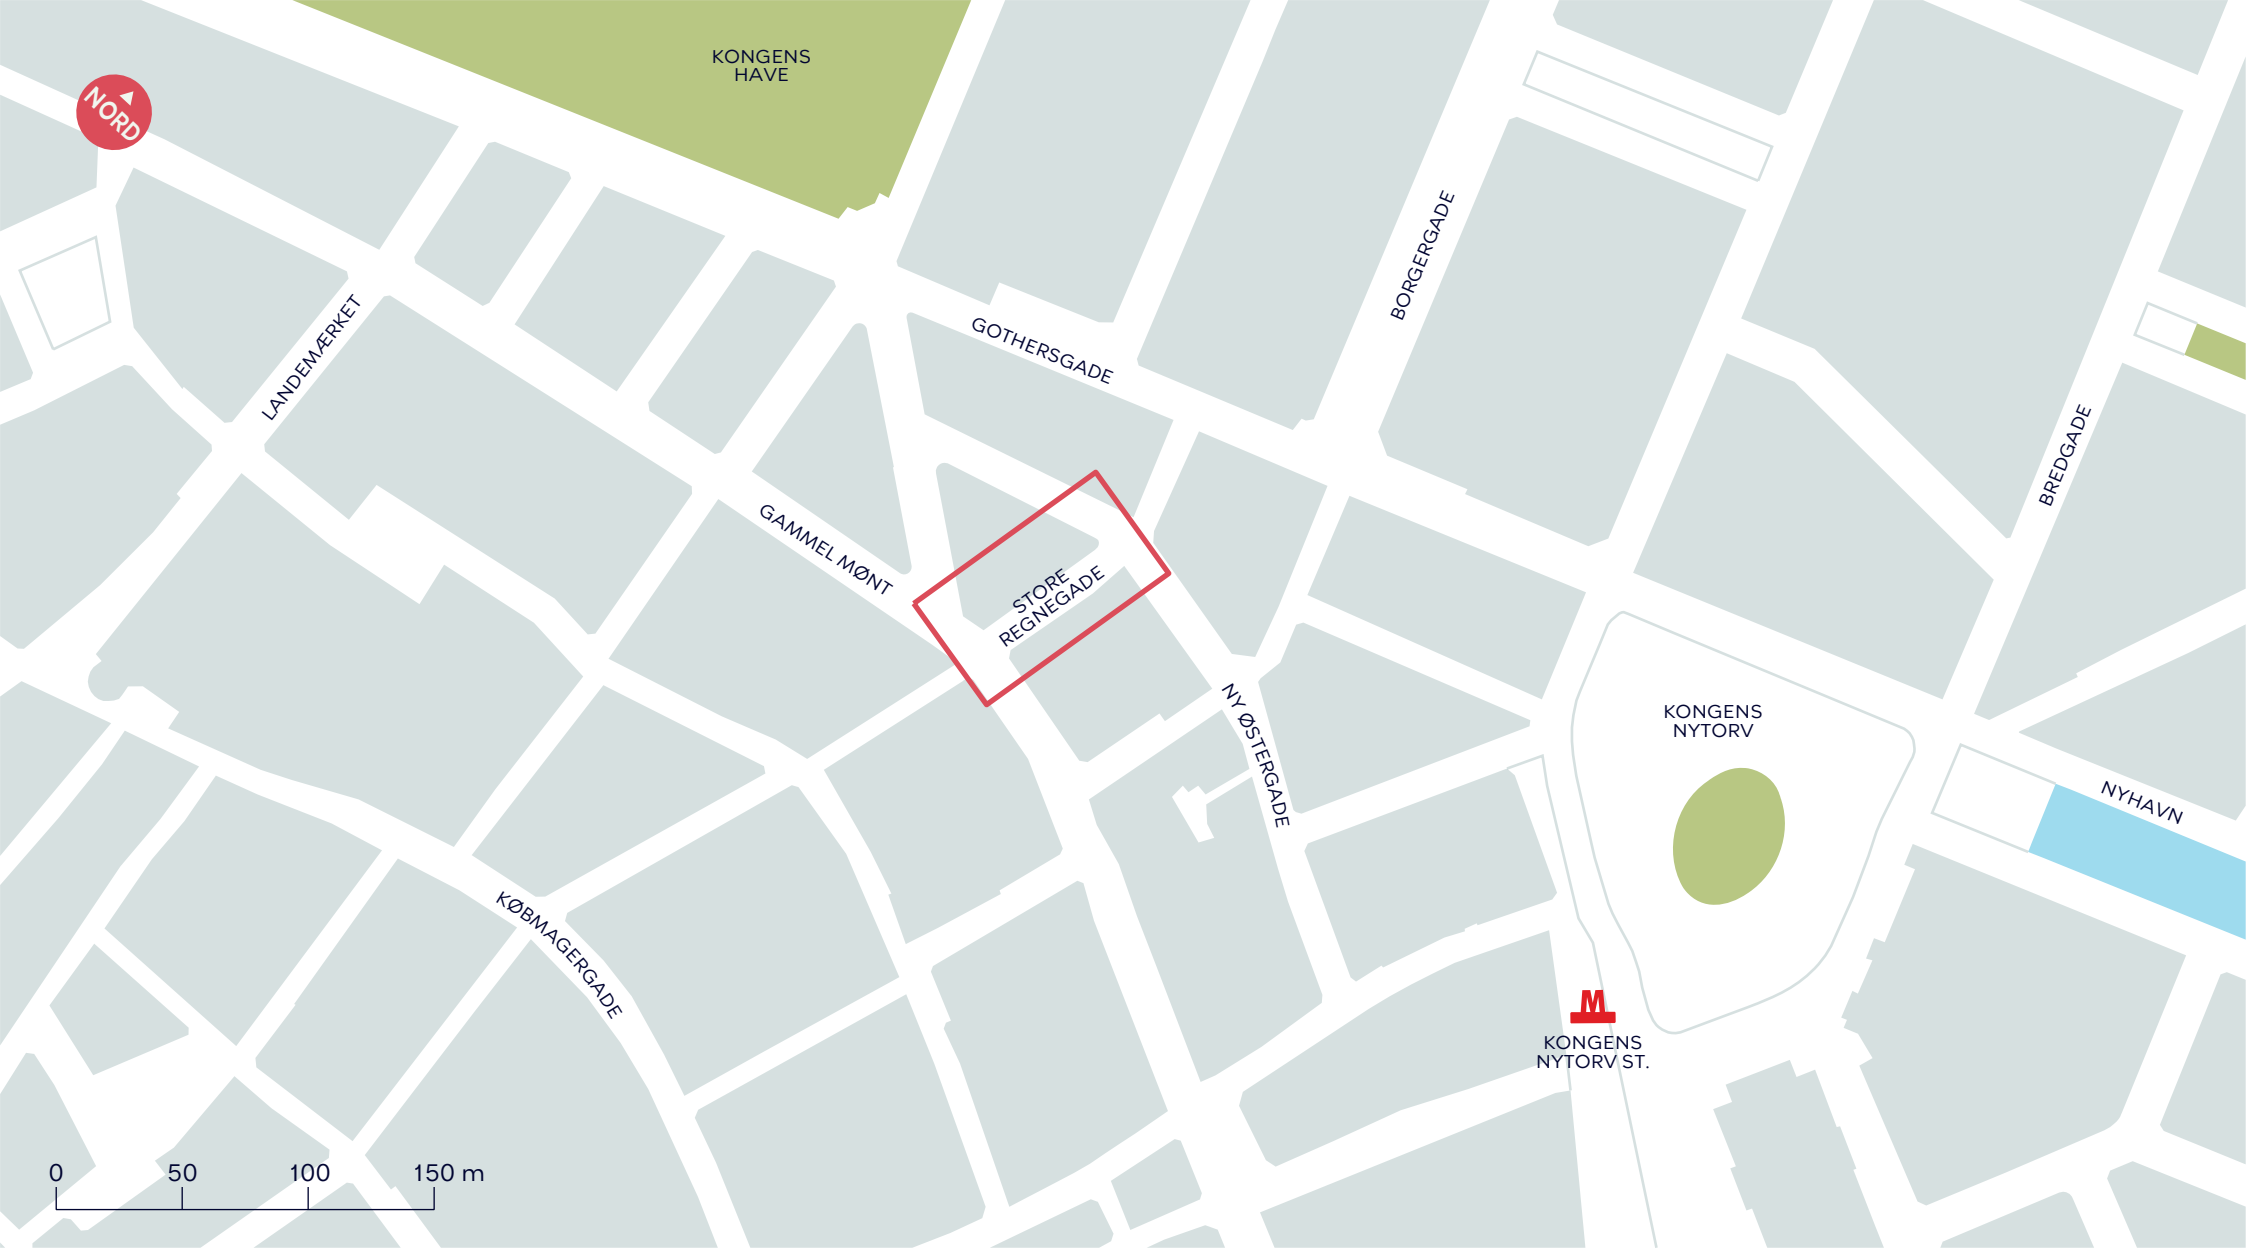 KONGENS
HAVE
NORD
BORGERGADE
GOTHERSGADE
LANDEMÆRKET
BREDGADE
GAMMEL MØNT
STORE
REGNEGADE
NY ØSTERGADE
KONGENS
NYTORV
NYHAVN
KØBMAGERGADE
M
KONGENS
NYTORV ST.
0 50 100 150 m